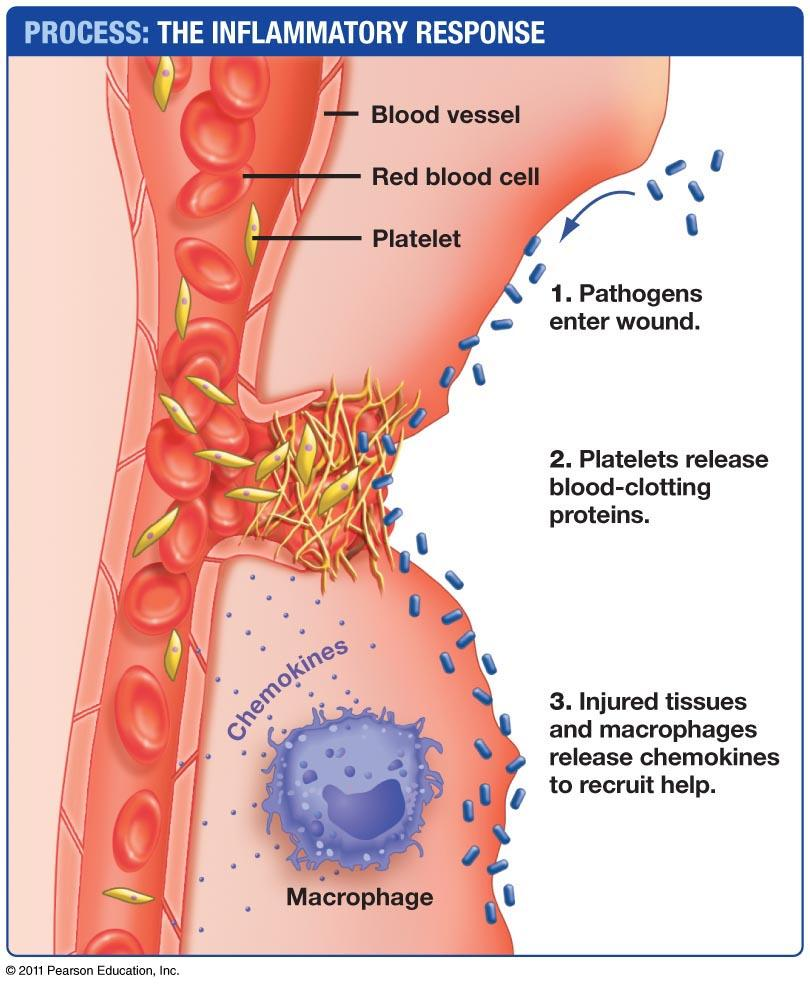 PROCESS: THE INFLAMMATORY RESPONSE
Blood vessel
Red blood cell
Platelet
1. Pathogens
enter wound.
2. Platelets release
blood-clotting
proteins.
Chemokines
3. Injured tissues
and macrophages
release chemokines
to recruit help.
Macrophage
© 2011 Pearson Education, Inc.